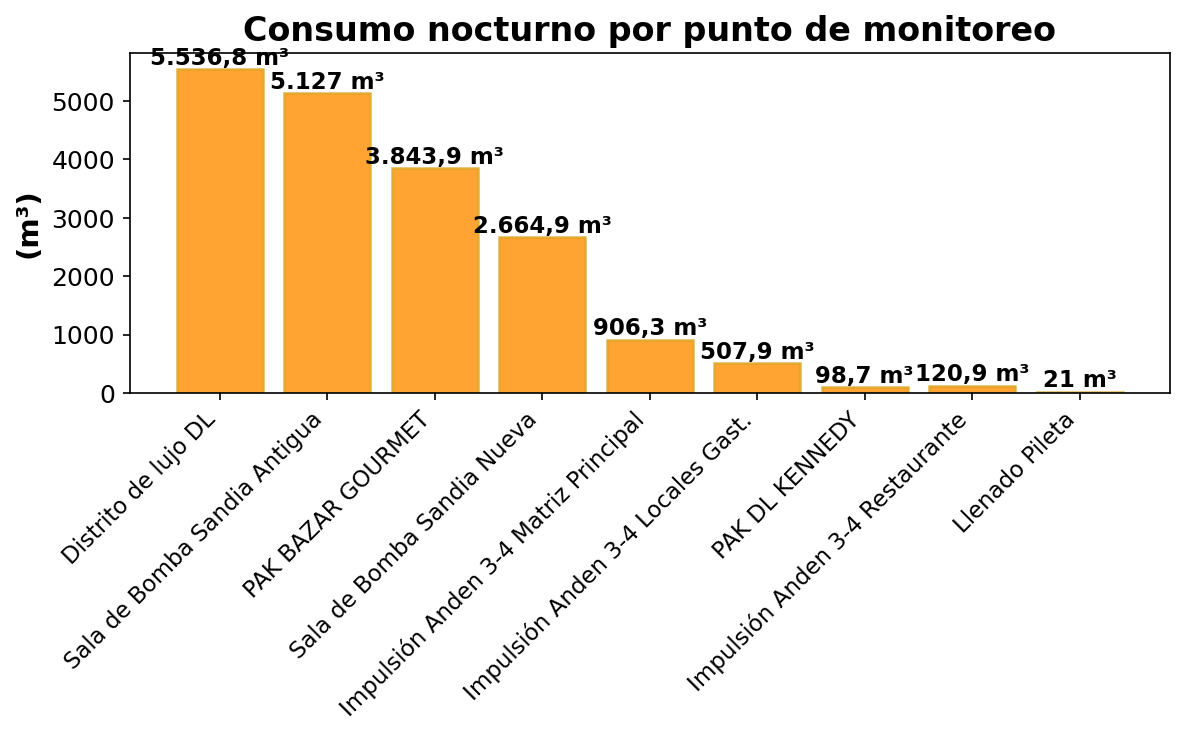 Consumo nocturno por punto de monitoreo
(m³)
5000
4000
3000
2000
1000
0
5.536,8 m³
5.127 m³
3.843,9 m³
2.664,9 m³
906,3 m³
507,9 m³
98,7 m³
120,9 m³
21 m³
Distrito de lujo DL
Sala de Bomba Sandia Antigua
PAK BAZAR GOURMET
Sala de Bomba Sandia Nueva
Impulsión Anden 3-4 Matriz Principal
Impulsión Anden 3-4 Locales Gast.
PAK DL KENNEDY
Impulsión Anden 3-4 Restaurante
Llenado Pileta